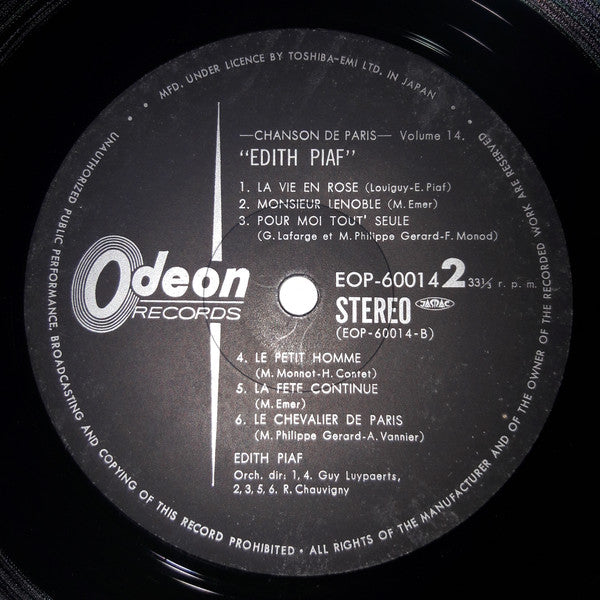 MFD. UNDER LICENCE BY TOSHIBA-EMI LTD. IN JAPAN
—CHANSON DE PARIS— Volume 14.
"EDITH PIAF"
1. LA VIE EN ROSE (Louiguy-E. Piaf)
2. MONSIEUR LENOBLE (M. Emer)
3. POUR MOI TOUT' SEULE
(G. Lafarge et M. Philippe Gerard-F. Monod)
Odeon
RECORDS
EOP-60014 2 33⅓ r. p. m.
STEREO JASRAC
(EOP-60014-B)
4. LE PETIT HOMME
(M. Monnot-H. Contet)
5. LA FETE CONTINUE
(M. Emer)
6. LE CHEVALIER DE PARIS
(M. Philippe Gerard-A. Vannier)
EDITH PIAF
Orch. dir: 1, 4. Guy Luypaerts,
2, 3, 5, 6. R. Chauvigny
UNAUTHORIZED PUBLIC PERFORMANCE, BROADCASTING AND COPYING OF THIS RECORD PROHIBITED • ALL RIGHTS OF THE MANUFACTURER AND OF THE OWNER OF THE RECORDED WORK ARE RESERVED